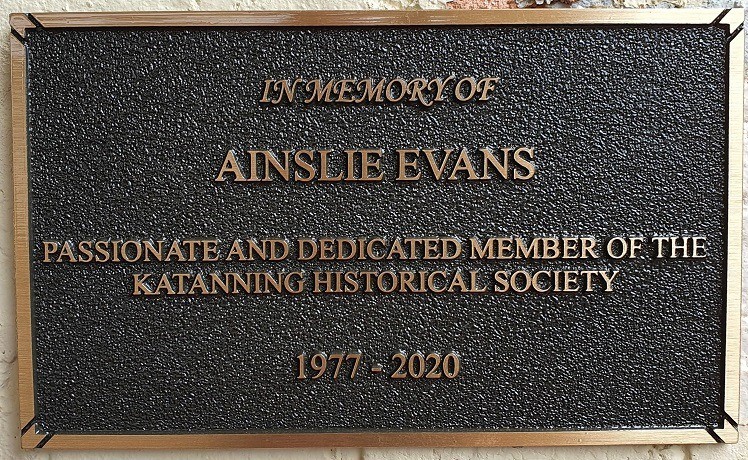 IN MEMORY OF
AINSLIE EVANS
PASSIONATE AND DEDICATED MEMBER OF THE
KATANNING HISTORICAL SOCIETY
1977 - 2020